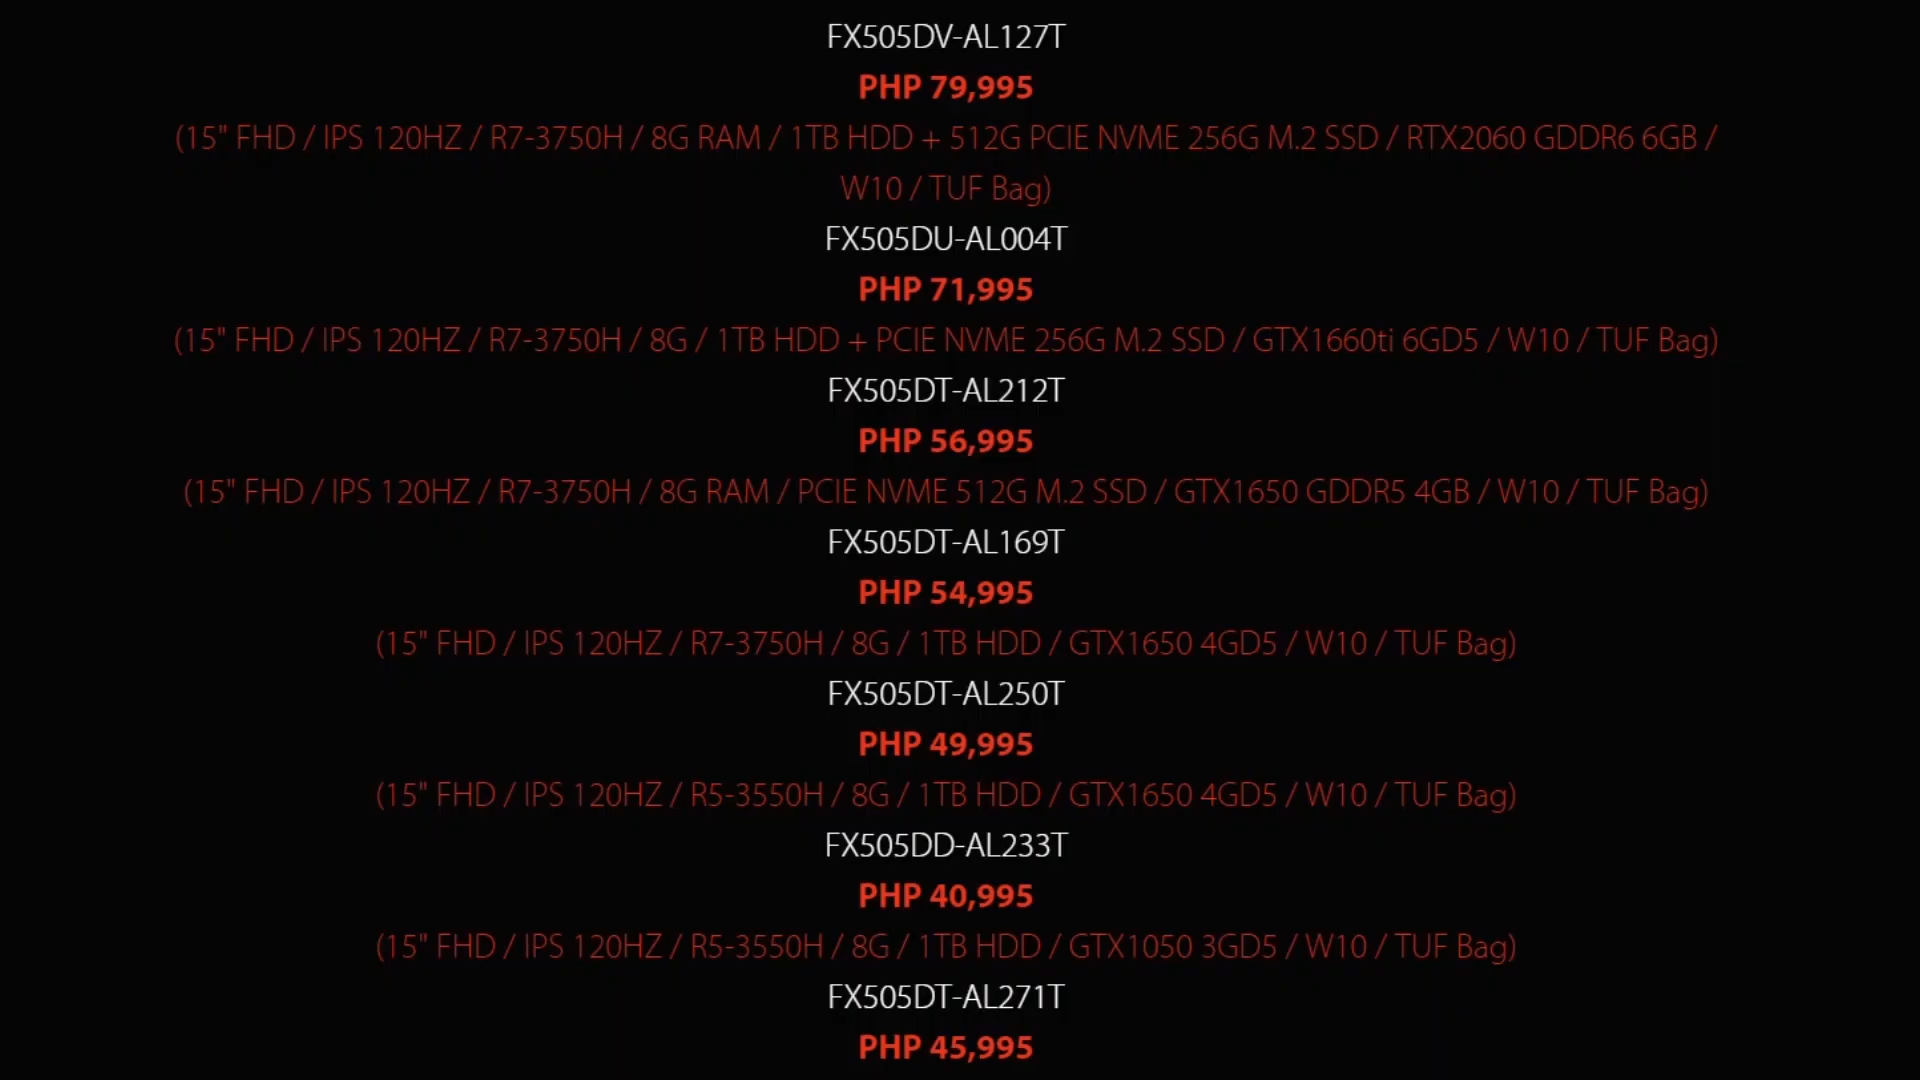 FX505DV-AL127T
PHP 79,995
(15" FHD / IPS 120HZ / R7-3750H / 8G RAM / 1TB HDD + 512G PCIE NVME 256G M.2 SSD / RTX2060 GDDR6 6GB /
W10 / TUF Bag)
FX505DU-AL004T
PHP 71,995
(15" FHD / IPS 120HZ / R7-3750H / 8G / 1TB HDD + PCIE NVME 256G M.2 SSD / GTX1660ti 6GD5 / W10 / TUF Bag)
FX505DT-AL212T
PHP 56,995
(15" FHD / IPS 120HZ / R7-3750H / 8G RAM / PCIE NVME 512G M.2 SSD / GTX1650 GDDR5 4GB / W10 / TUF Bag)
FX505DT-AL169T
PHP 54,995
(15" FHD / IPS 120HZ / R7-3750H / 8G / 1TB HDD / GTX1650 4GD5 / W10 / TUF Bag)
FX505DT-AL250T
PHP 49,995
(15" FHD / IPS 120HZ / R5-3550H / 8G / 1TB HDD / GTX1650 4GD5 / W10 / TUF Bag)
FX505DD-AL233T
PHP 40,995
(15" FHD / IPS 120HZ / R5-3550H / 8G / 1TB HDD / GTX1050 3GD5 / W10 / TUF Bag)
FX505DT-AL271T
PHP 45,995